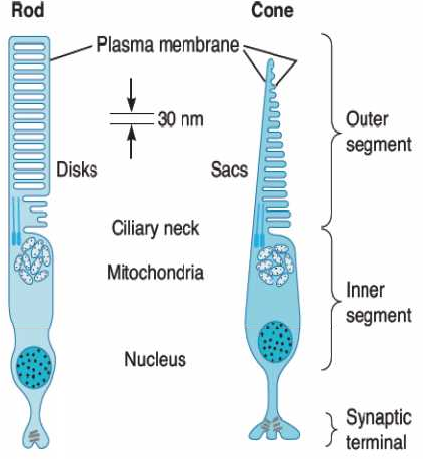 Rod
Cone
Plasma membrane
30 nm
Outer
segment
Disks
Sacs
Ciliary neck
Mitochondria
Inner
segment
Nucleus
Synaptic
terminal